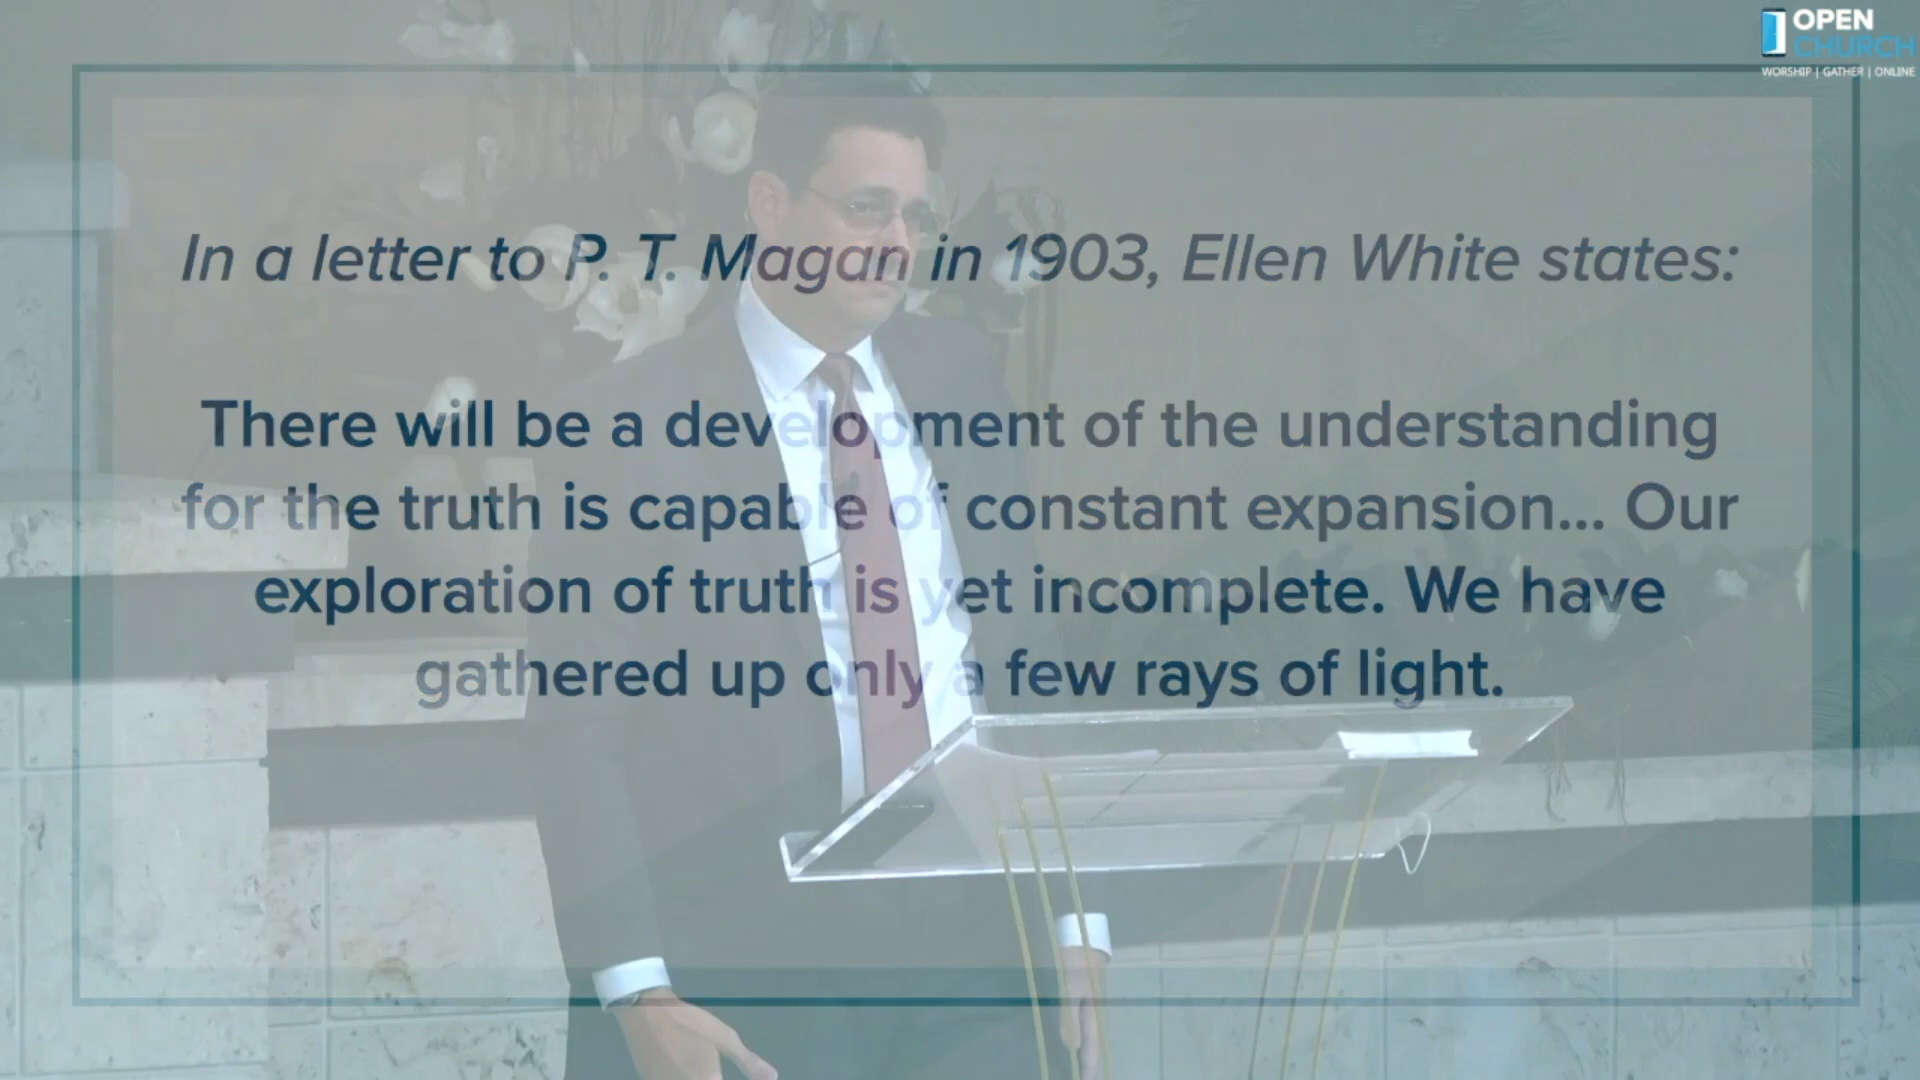 OPEN
CHURCH
WORSHIP | GATHER | ONLINE
In a letter to P. T. Magan in 1903, Ellen White states:
There will be a development of the understanding
for the truth is capable of constant expansion... Our
exploration of truth is yet incomplete. We have
gathered up only a few rays of light.